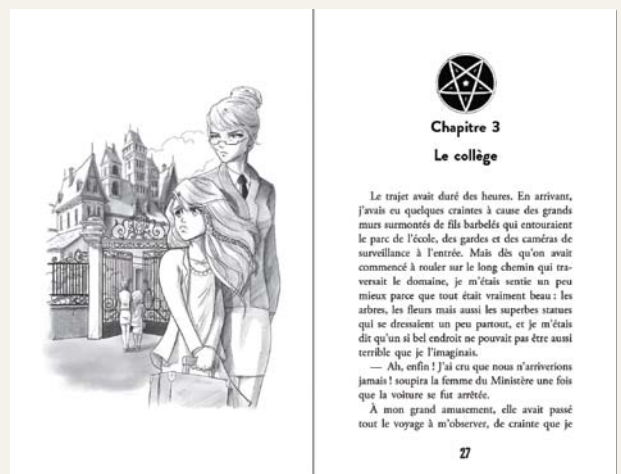 Chapitre 3
Le collège
Le trajet avait duré des heures. En arrivant,
j'avais eu quelques craintes à cause des grands
murs surmontés de fils barbelés qui entouraient
le parc de l'école, des gardes et des caméras de
surveillance à l'entrée. Mais dès qu'on avait
commencé à rouler sur le long chemin qui tra-
versait le domaine, je m'étais sentie un peu
mieux parce que tout était vraiment beau : les
arbres, les fleurs mais aussi les superbes statues
qui se dressaient un peu partout, et je m'étais
dit qu'un si bel endroit ne pouvait pas être aussi
terrible que je l'imaginais.
— Ah, enfin ! J'ai cru que nous n'arriverions
jamais ! soupira la femme du Ministère une fois
que la voiture se fut arrêtée.
À mon grand amusement, elle avait passé
tout le voyage à m'observer, de crainte que je
27